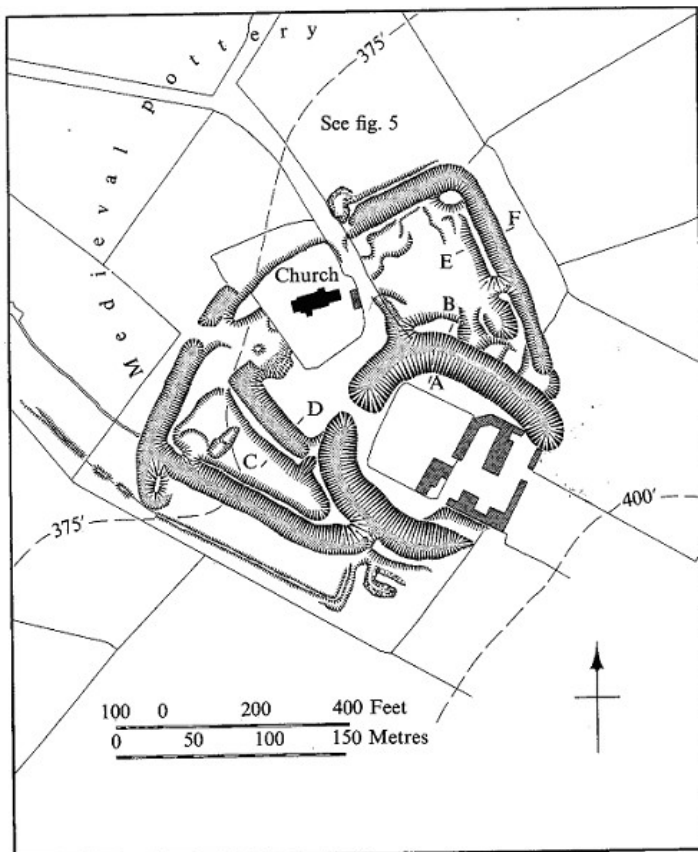 Medieval pottery
375'
See fig. 5
F
E
Church
B
A
D
C
400'
375'
100 0 200 400 Feet
0 50 100 150 Metres